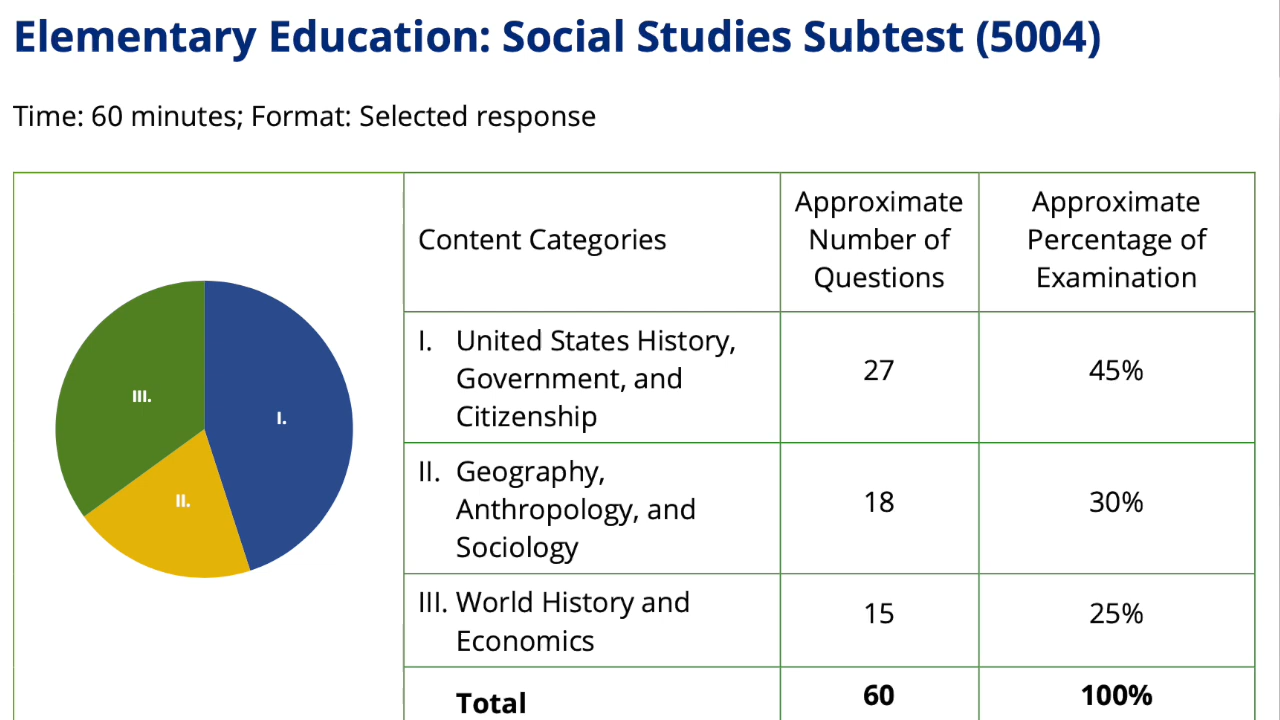 Elementary Education: Social Studies Subtest (5004)
Time: 60 minutes; Format: Selected response
Content Categories
Approximate
Number of
Questions
Approximate
Percentage of
Examination
I. United States History,
Government, and
Citizenship
27
45%
II. Geography,
Anthropology, and
Sociology
18
30%
III. World History and
Economics
15
25%
Total
60
100%
III.
I.
II.